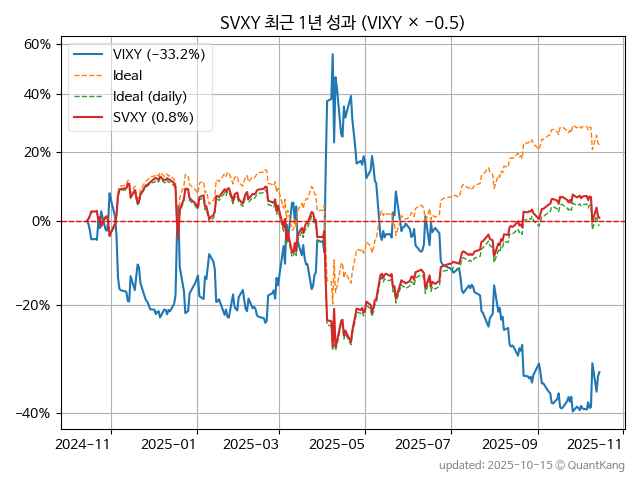 SVXY 최근 1년 성과 (VIXY × -0.5)
60%
40%
20%
0%
-20%
-40%
VIXY (-33.2%)
Ideal
Ideal (daily)
SVXY (0.8%)
2024-11
2025-01
2025-03
2025-05
2025-07
2025-09
2025-11
updated: 2025-10-15 © QuantKang